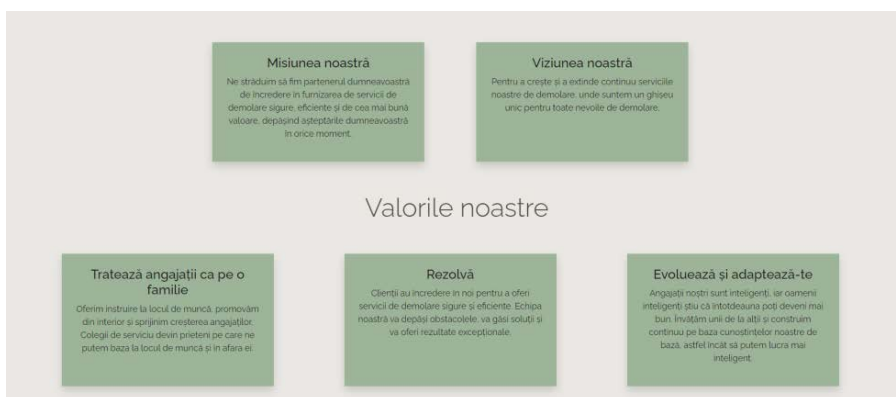 Misiunea noastră
Ne străduim să fim partenerul dumneavoastră
de încredere în furnizarea de servicii de
demolare sigure, eficiente și de cea mai bună
valoare, depășind așteptările dumneavoastră
în orice moment.
Viziunea noastră
Pentru a crește și a extinde continuu serviciile
noastre de demolare, unde suntem un ghișeu
unic pentru toate nevoile de demolare.
Valorile noastre
Tratează angajații ca pe o
familie
Oferim instruire la locul de muncă, promovăm
din interior și sprijinim creșterea angajaților.
Colegii de serviciu devin prieteni pe care ne
putem baza la locul de muncă și în afara ei.
Rezolvă
Clienții au încredere în noi pentru a oferi
servicii de demolare sigure și eficiente. Echipa
noastră va depăși obstacolele, va găsi soluții și
va oferi rezultate excepționale.
Evoluează și adaptează-te
Angajații noștri sunt inteligenți, iar oamenii
inteligenți știu că întotdeauna poți deveni mai
bun. Învățăm unii de la alții și construim
continuu pe baza cunoștințelor noastre de
bază, astfel încât să putem lucra mai
inteligent.